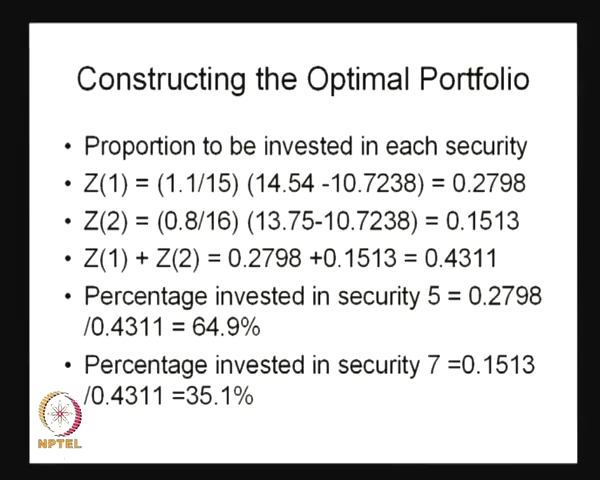 Constructing the Optimal Portfolio
• Proportion to be invested in each security
• Z(1) = (1.1/15) (14.54 -10.7238) = 0.2798
• Z(2) = (0.8/16) (13.75-10.7238) = 0.1513
• Z(1) + Z(2) = 0.2798 +0.1513 = 0.4311
• Percentage invested in security 5 = 0.2798
/0.4311 = 64.9%
• Percentage invested in security 7 =0.1513
/0.4311 =35.1%
NPTEL